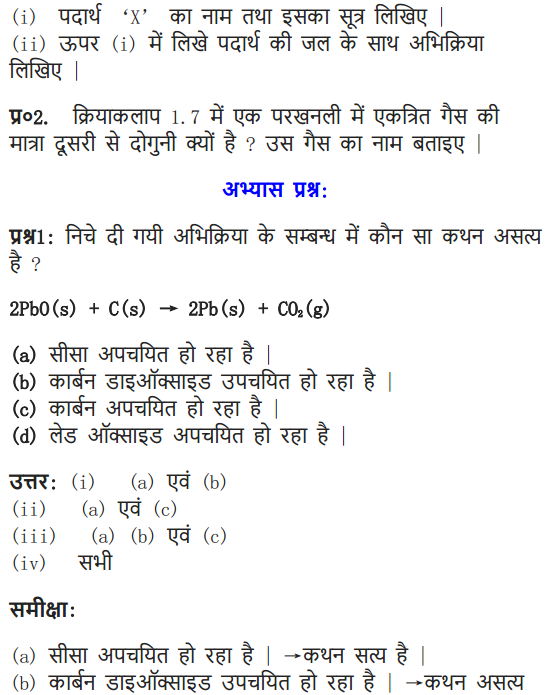 (i) पदार्थ ‘X’ का नाम तथा इसका सूत्र लिखिए |
(ii) ऊपर (i) में लिखे पदार्थ की जल के साथ अभिक्रिया
लिखिए |
प्र०2. क्रियाकलाप 1.7 में एक परखनली में एकत्रित गैस की
मात्रा दूसरी से दोगुनी क्यों है ? उस गैस का नाम बताइए |
अभ्यास प्रश्न:
प्रश्न1: निचे दी गयी अभिक्रिया के सम्बन्ध में कौन सा कथन असत्य
है ?
2PbO(s) + C(s) → 2Pb(s) + CO₂(g)
(a) सीसा अपचयित हो रहा है |
(b) कार्बन डाइऑक्साइड उपचयित हो रहा है |
(c) कार्बन अपचयित हो रहा है |
(d) लेड ऑक्साइड अपचयित हो रहा है |
उत्तर: (i) (a) एवं (b)
(ii) (a) एवं (c)
(iii) (a) (b) एवं (c)
(iv) सभी
समीक्षा:
(a) सीसा अपचयित हो रहा है | →कथन सत्य है |
(b) कार्बन डाइऑक्साइड उपचयित हो रहा है | →कथन असत्य